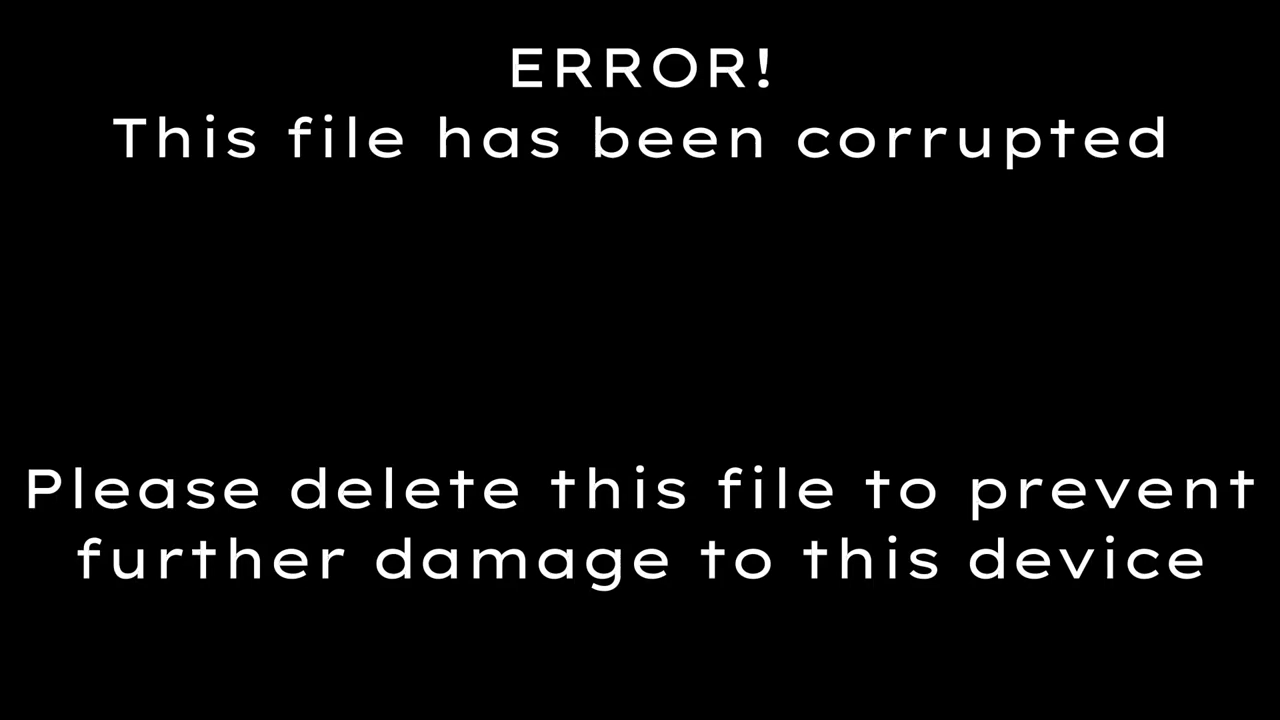 ERROR!
This file has been corrupted
Please delete this file to prevent
further damage to this device